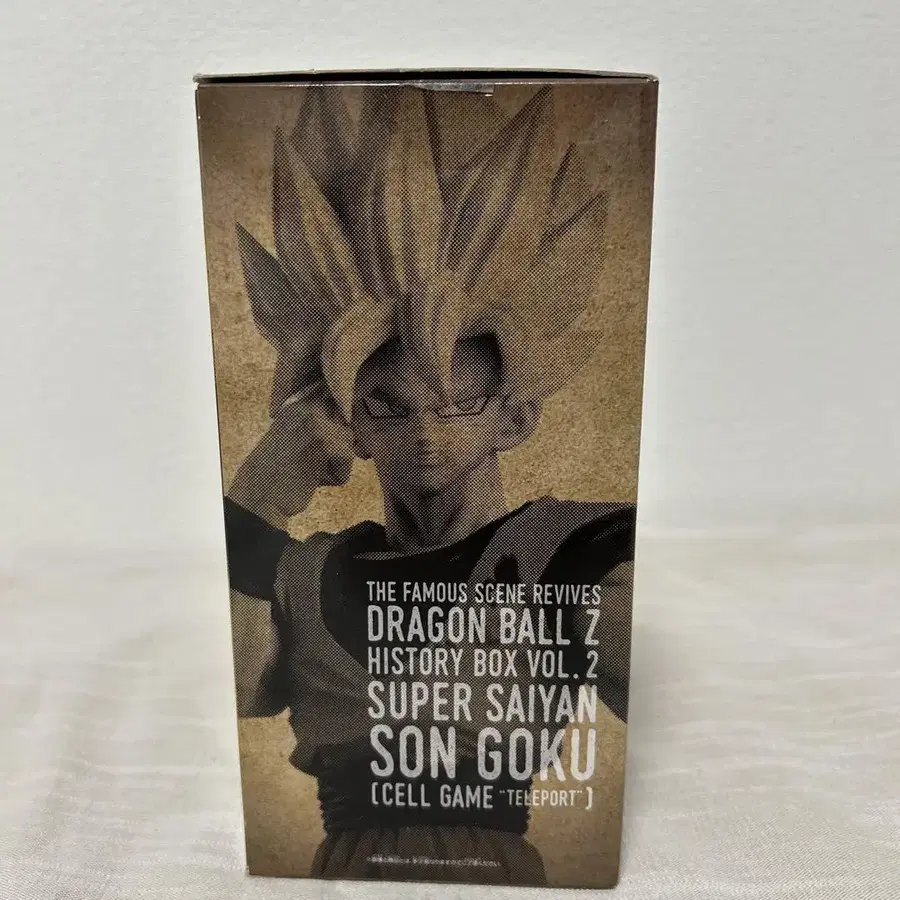 THE FAMOUS SCENE REVIVES
DRAGON BALL Z
HISTORY BOX VOL. 2
SUPER SAIYAN
SON GOKU
(CELL GAME "TELEPORT")